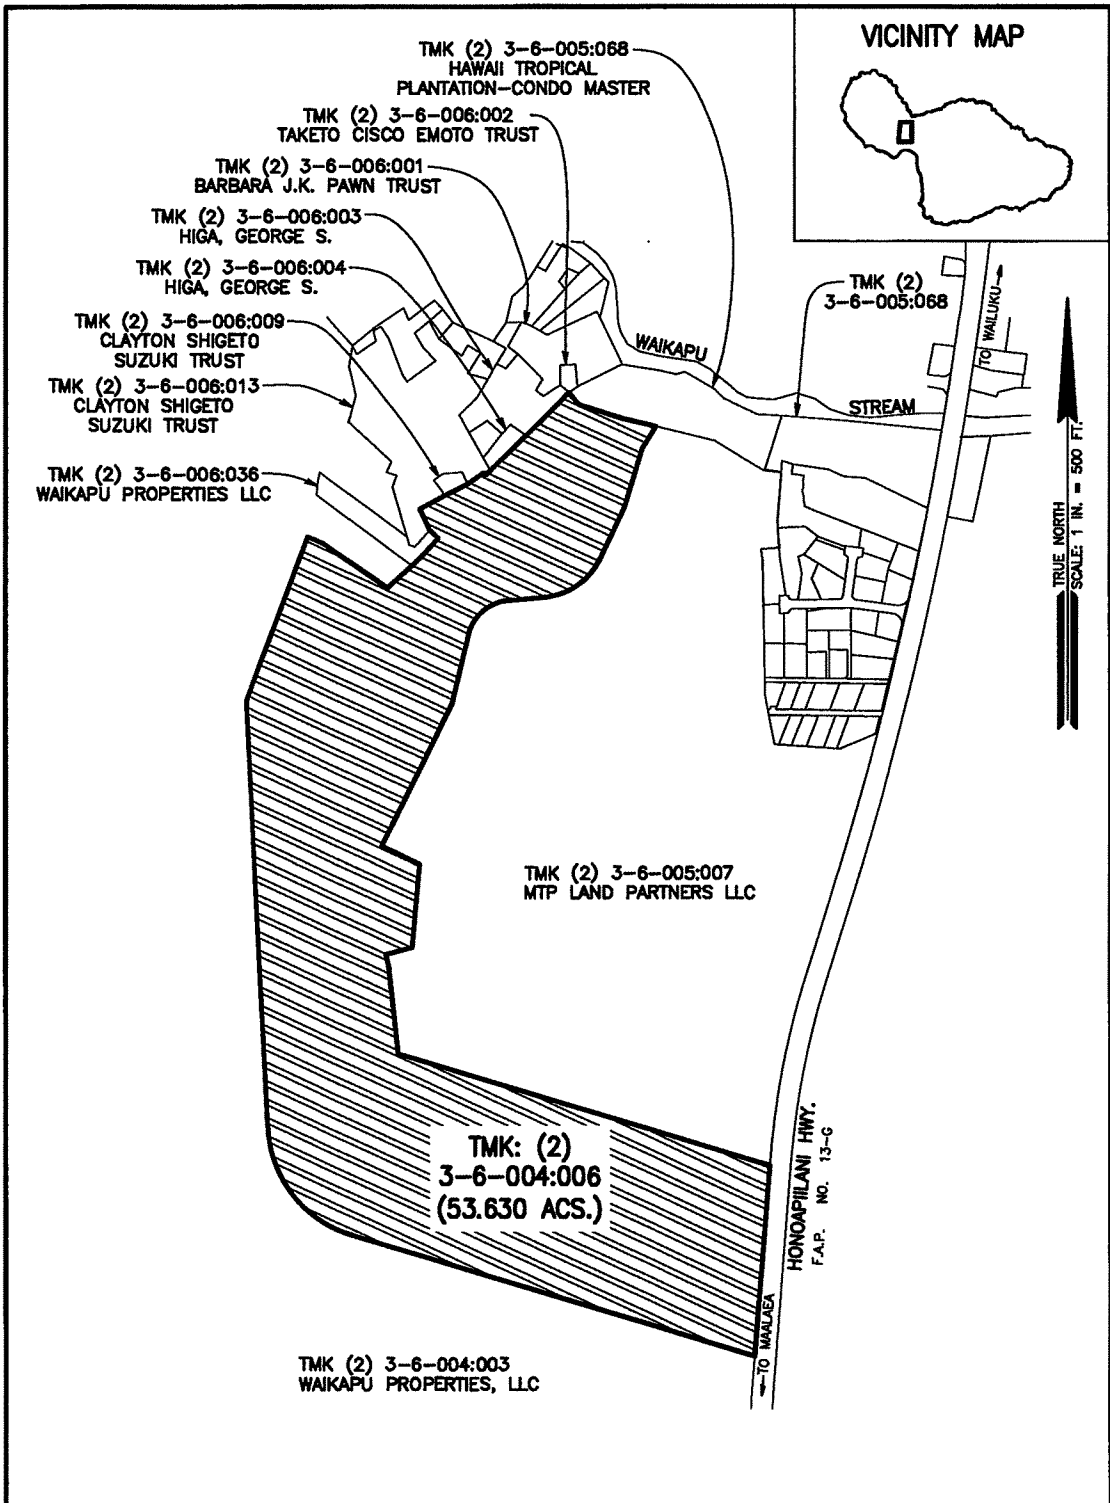 VICINITY MAP
TMK (2) 3-6-005:068
HAWAII TROPICAL
PLANTATION-CONDO MASTER
TMK (2) 3-6-006:002
TAKETO CISCO EMOTO TRUST
TMK (2) 3-6-006:001
BARBARA J.K. PAWN TRUST
TMK (2) 3-6-006:003
HIGA, GEORGE S.
TMK (2) 3-6-006:004
HIGA, GEORGE S.
TMK (2) 3-6-006:009
CLAYTON SHIGETO
SUZUKI TRUST
TMK (2) 3-6-006:013
CLAYTON SHIGETO
SUZUKI TRUST
TMK (2) 3-6-006:036
WAIKAPU PROPERTIES LLC
TMK (2)
3-6-005:068
WAIKAPU
STREAM
TO WAILUKU
TRUE NORTH
SCALE: 1 IN. = 500 FT.
TMK (2) 3-6-005:007
MTP LAND PARTNERS LLC
TMK: (2)
3-6-004:006
(53.630 ACS.)
HONOAPIILANI HWY.
F.A.P. NO. 13-G
TO MAALAEA
TMK (2) 3-6-004:003
WAIKAPU PROPERTIES, LLC